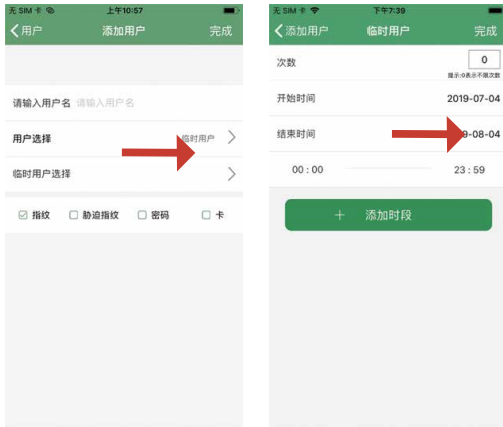 无 SIM 卡
上午10:57
用户
添加用户
完成
请输入用户名
请输入用户名
用户选择
临时用户
临时用户选择
指纹
胁迫指纹
密码
卡
无 SIM 卡
下午7:39
添加用户
临时用户
完成
次数
0
提示:0表示不限次数
开始时间
2019-07-04
结束时间
9-08-04
00 : 00
23 : 59
+ 添加时段